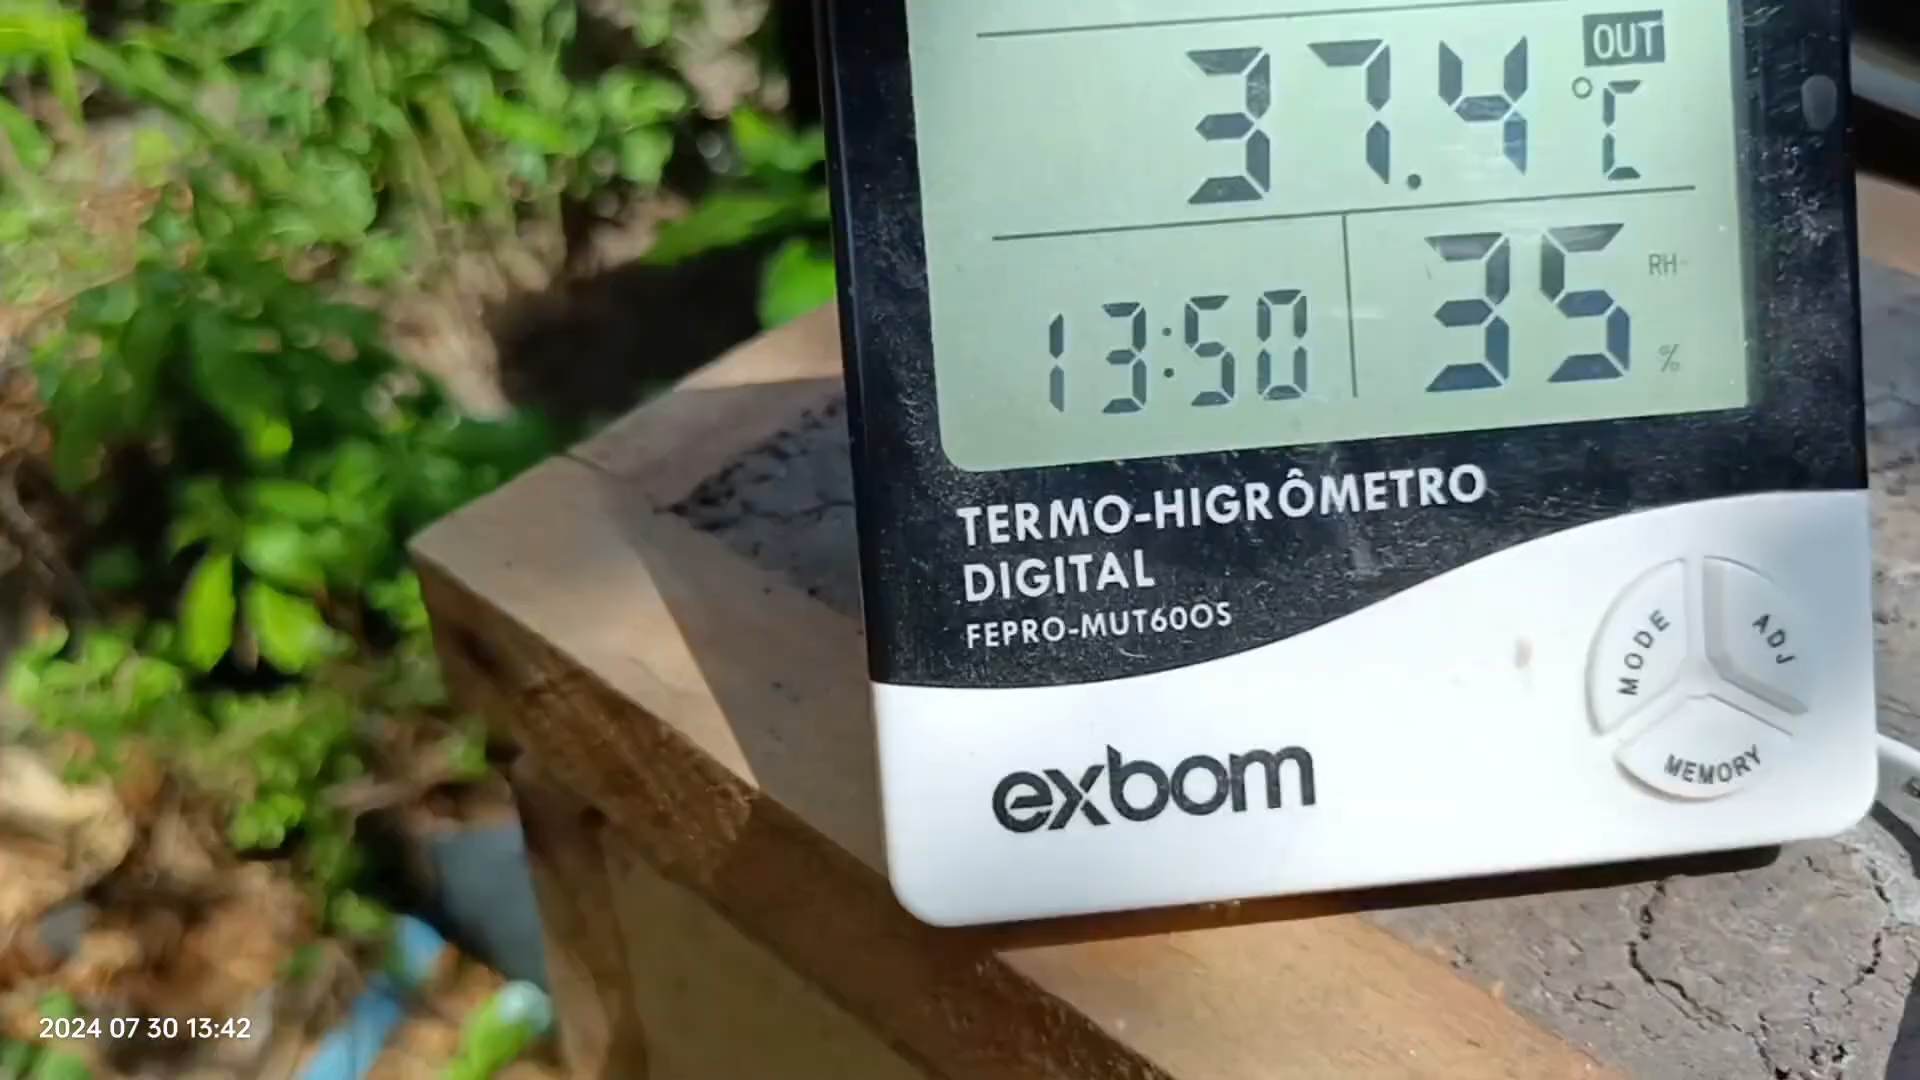 OUT
37.4 °C
13:50 35 RH %
TERMO-HIGRÔMETRO
DIGITAL
FEPRO-MUT600S
MODE ADJ
MEMORY
exbom
2024 07 30 13:42